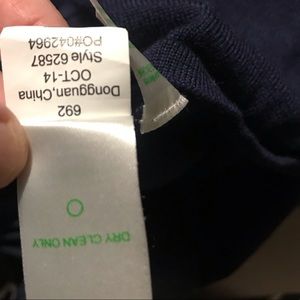 DRY CLEAN ONLY
692
Dongguan,China
OCT-14
Style 62587
PO#042964